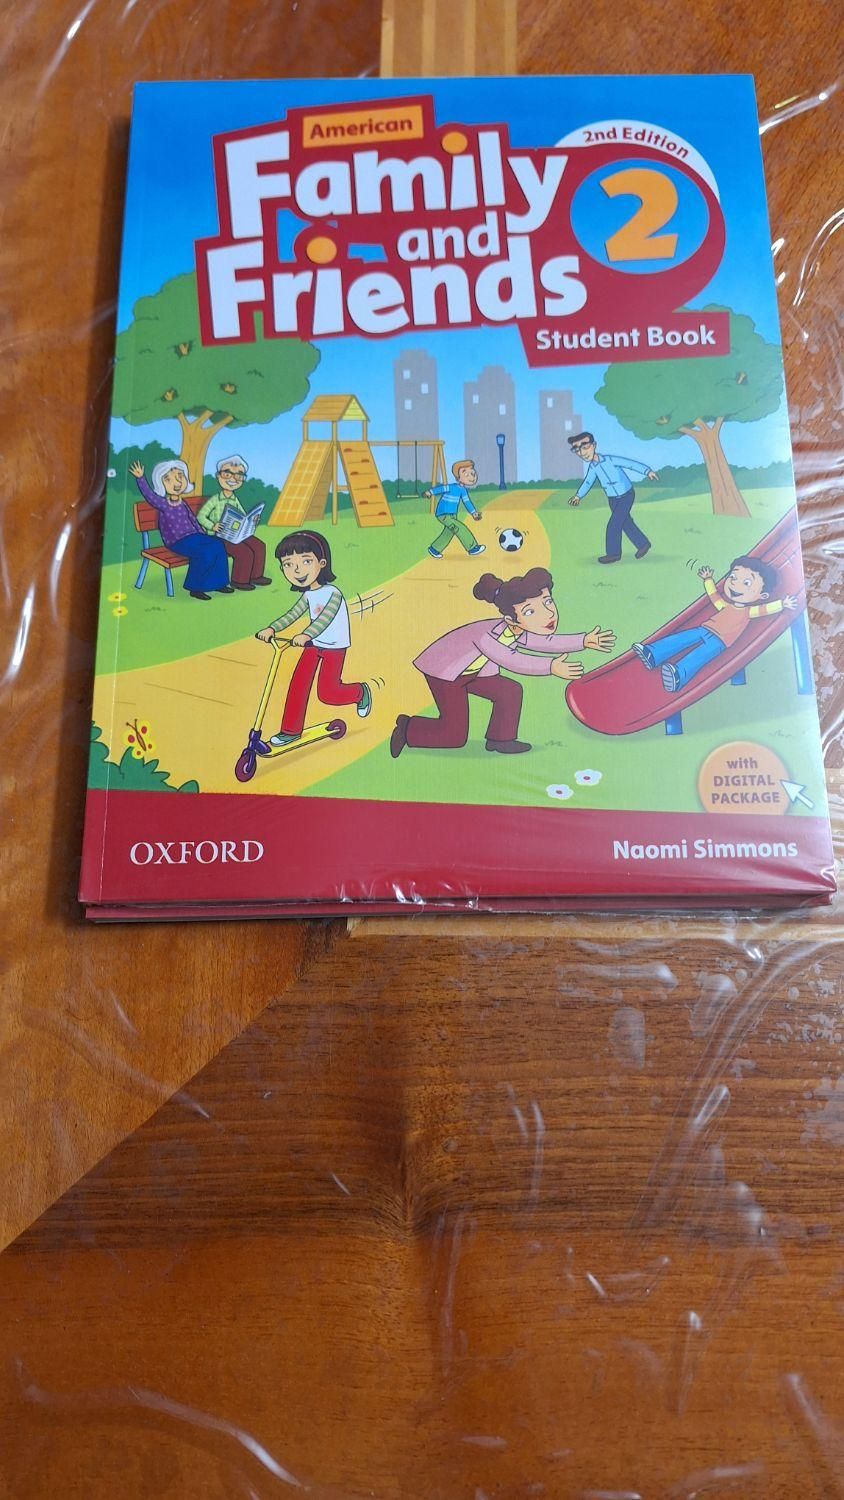 American
2nd Edition
Family
and
Friends
2
Student Book
with
DIGITAL
PACKAGE
OXFORD
Naomi Simmons